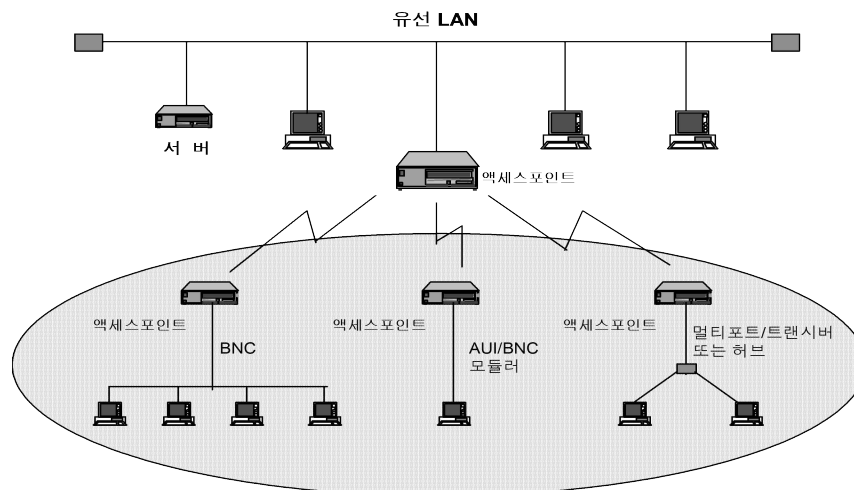 유선 LAN
서 버
액세스포인트
액세스포인트
BNC
액세스포인트
AUI/BNC
모듈러
액세스포인트
멀티포트/트랜시버
또는 허브